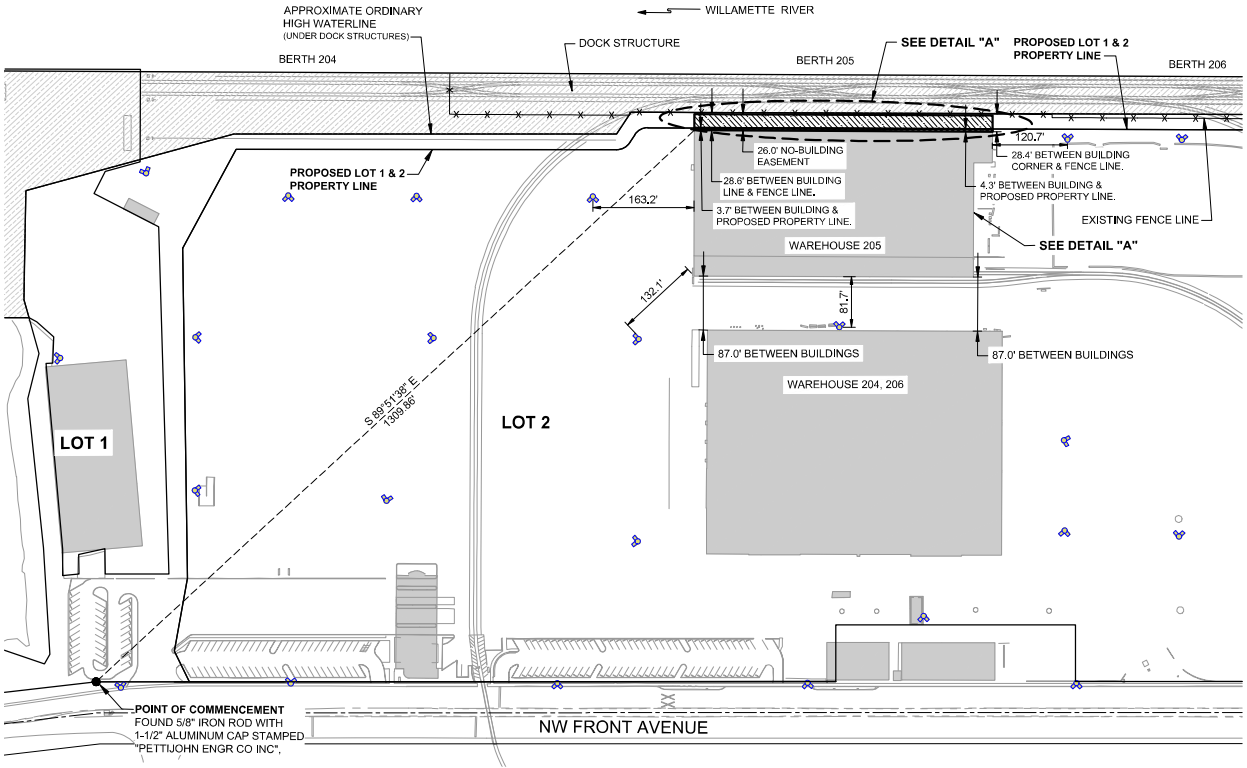 APPROXIMATE ORDINARY
HIGH WATERLINE
(UNDER DOCK STRUCTURES)
WILLAMETTE RIVER
BERTH 204
DOCK STRUCTURE
BERTH 205
SEE DETAIL "A"
PROPOSED LOT 1 & 2
PROPERTY LINE
BERTH 206
120.7'
26.0' NO-BUILDING
EASEMENT
28.4' BETWEEN BUILDING
CORNER & FENCE LINE.
PROPOSED LOT 1 & 2
PROPERTY LINE
28.6' BETWEEN BUILDING
LINE & FENCE LINE.
4.3' BETWEEN BUILDING &
PROPOSED PROPERTY LINE.
163.2'
3.7' BETWEEN BUILDING &
PROPOSED PROPERTY LINE.
EXISTING FENCE LINE
WAREHOUSE 205
SEE DETAIL "A"
132.1'
81.7'
87.0' BETWEEN BUILDINGS
87.0' BETWEEN BUILDINGS
WAREHOUSE 204, 206
S 89°51'38" E
1309.86'
LOT 2
LOT 1
POINT OF COMMENCEMENT
FOUND 5/8" IRON ROD WITH
1-1/2" ALUMINUM CAP STAMPED
"PETTIJOHN ENGR CO INC".
NW FRONT AVENUE